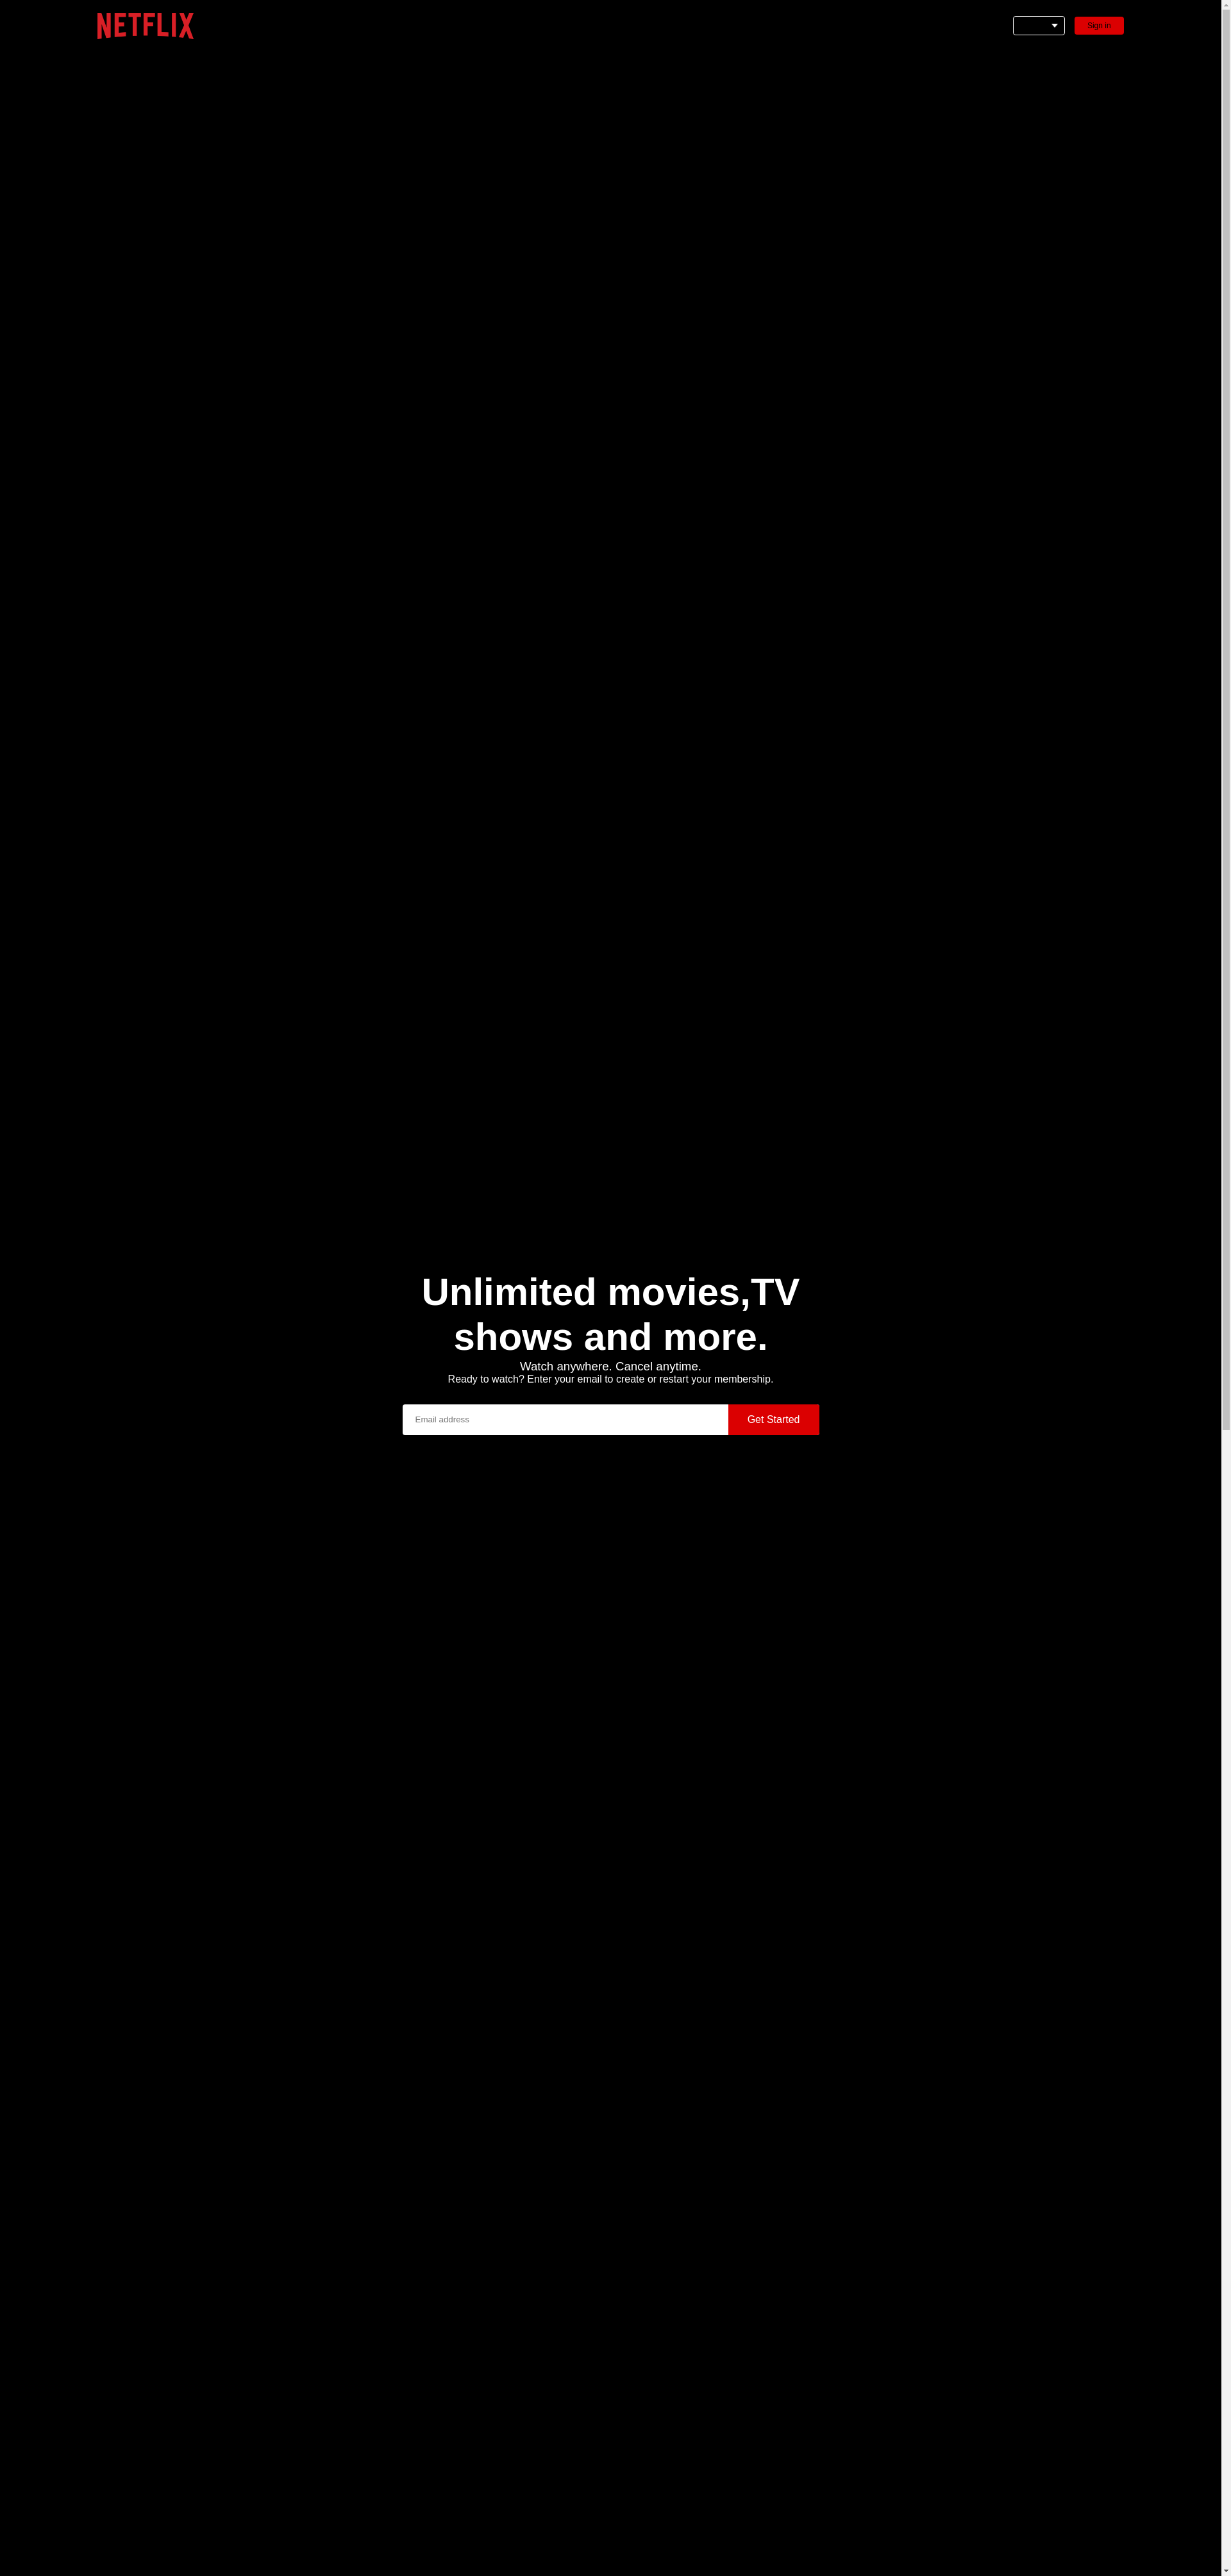 NETFLIX
Sign In
Unlimited movies,TV
shows and more.
Watch anywhere. Cancel anytime.
Ready to watch? Enter your email to create or restart your membership.
Email address
Get Started